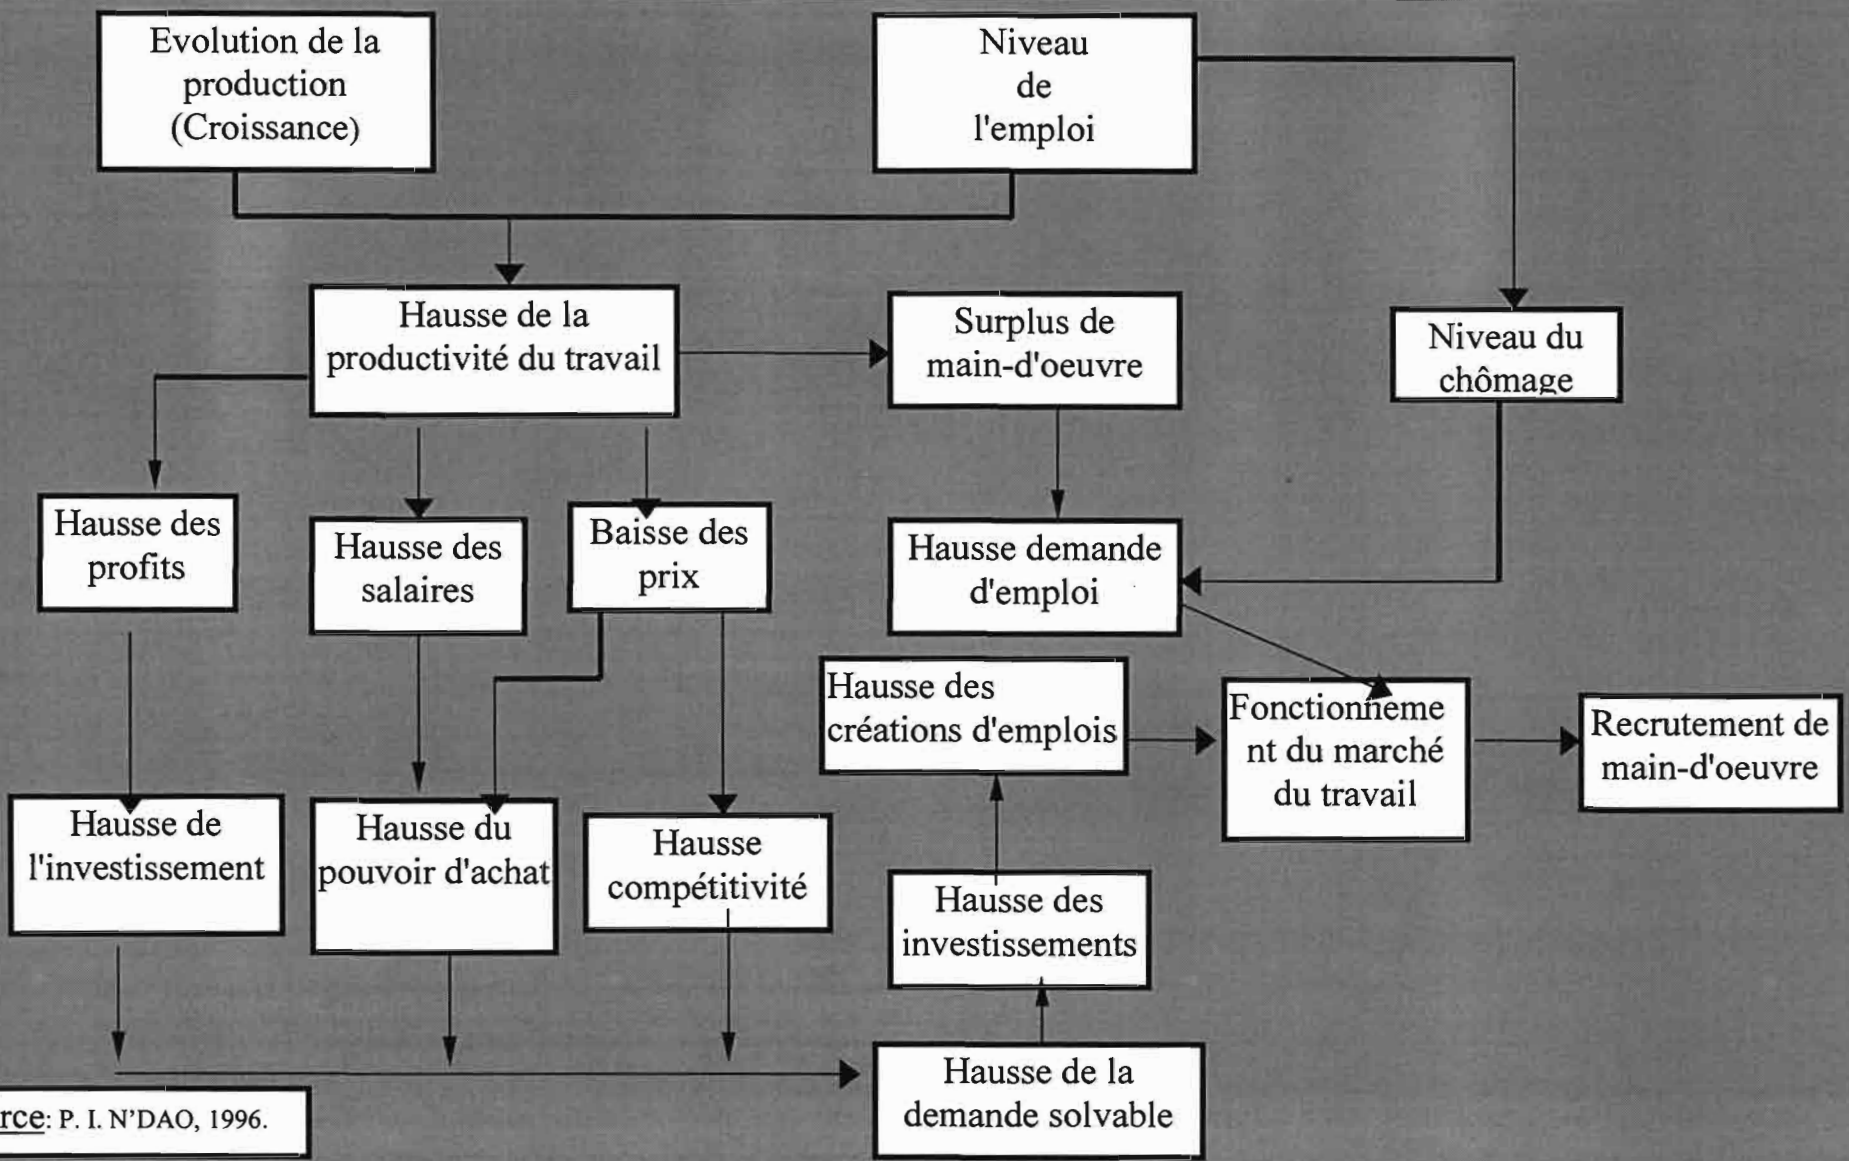 Evolution de la
production
(Croissance)
Niveau
de
l'emploi
Hausse de la
productivité du travail
Surplus de
main-d'oeuvre
Niveau du
chômage
Hausse des
profits
Hausse des
salaires
Baisse des
prix
Hausse demande
d'emploi
Hausse des
créations d'emplois
Fonctionneme
nt du marché
du travail
Recrutement de
main-d'oeuvre
Hausse de
l'investissement
Hausse du
pouvoir d'achat
Hausse
compétitivité
Hausse des
investissements
Hausse de la
demande solvable
rce: P. I. N'DAO, 1996.